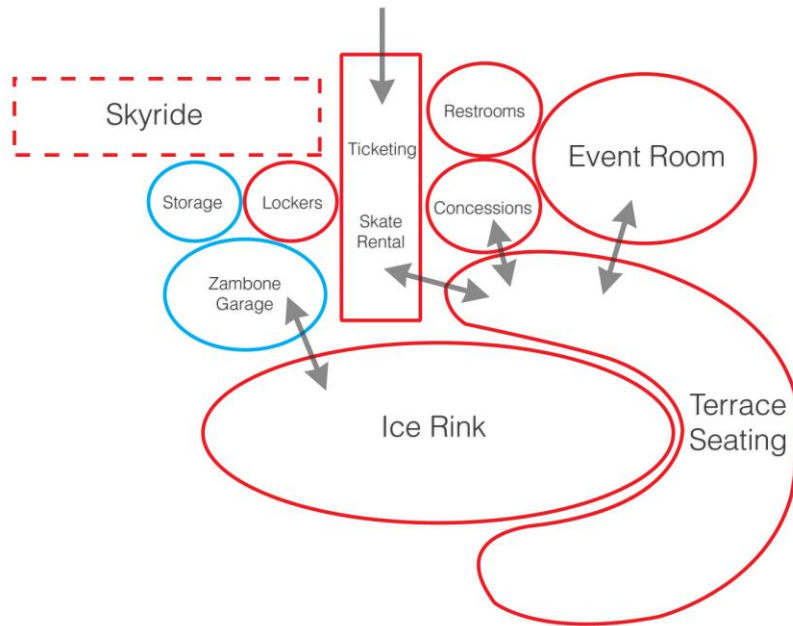 Skyride
Restrooms
Ticketing
Event Room
Storage
Lockers
Concessions
Skate
Rental
Zambone
Garage
Terrace
Seating
Ice Rink